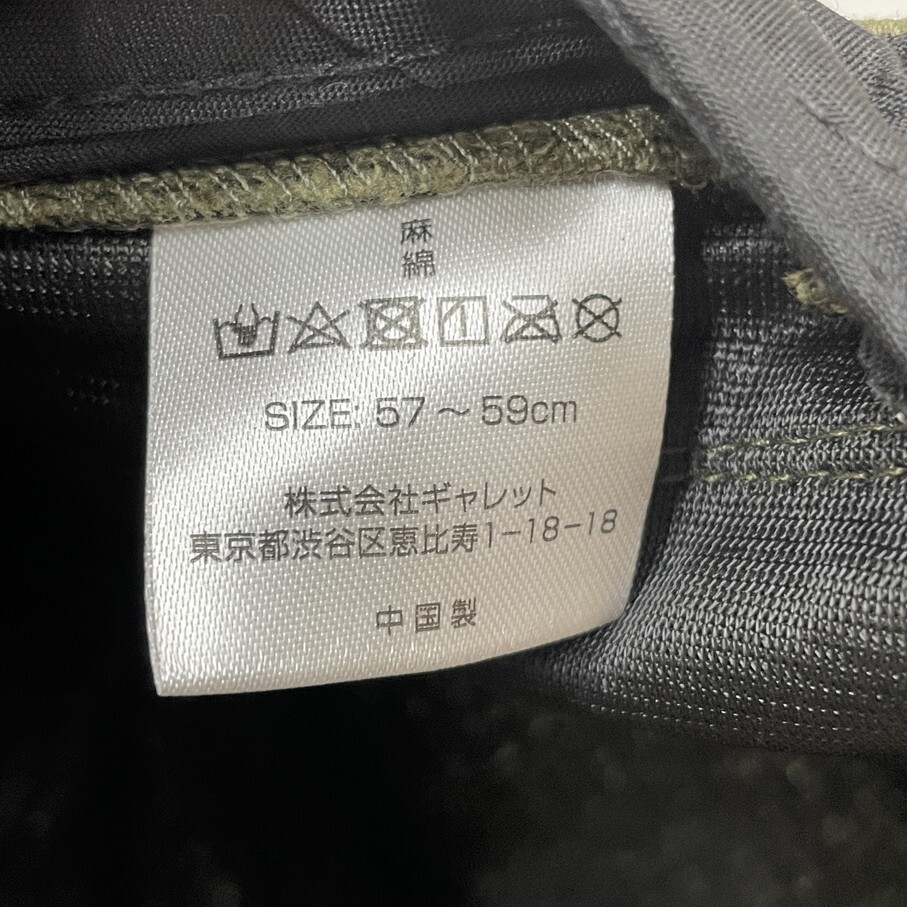 麻
綿
SIZE: 57 ～ 59cm
株式会社ギャレット
東京都渋谷区恵比寿1-18-18
中国製